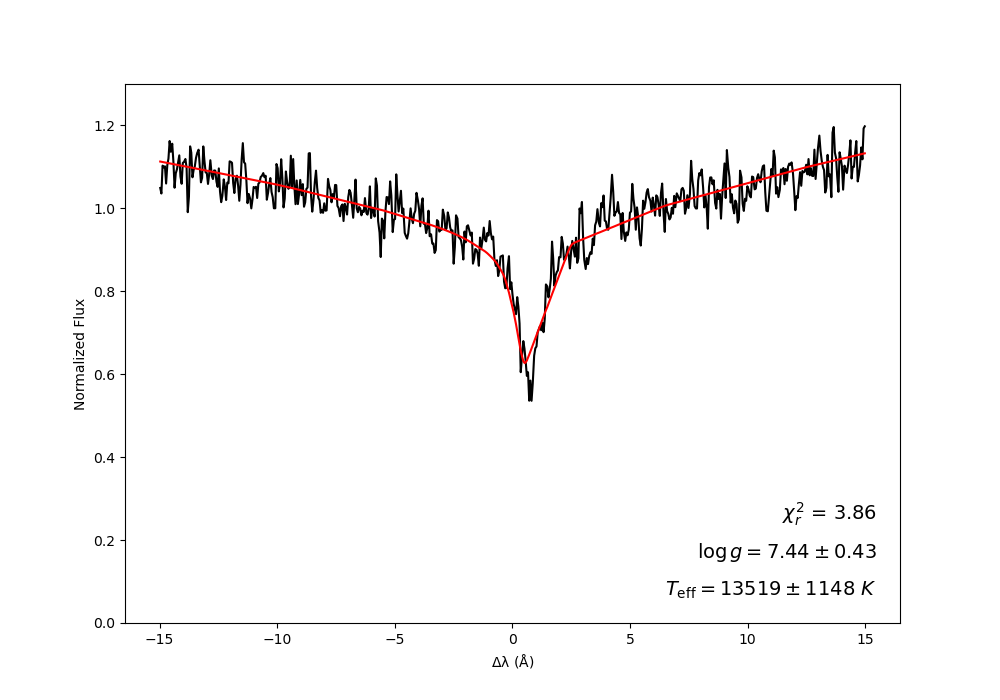 1.2
1.0
0.8
0.6
0.4
0.2
0.0
Normalized Flux
χ²ᵣ = 3.86
log g = 7.44 ± 0.43
T_eff = 13519 ± 1148 K
−15 −10 −5 0 5 10 15
Δλ (Å)